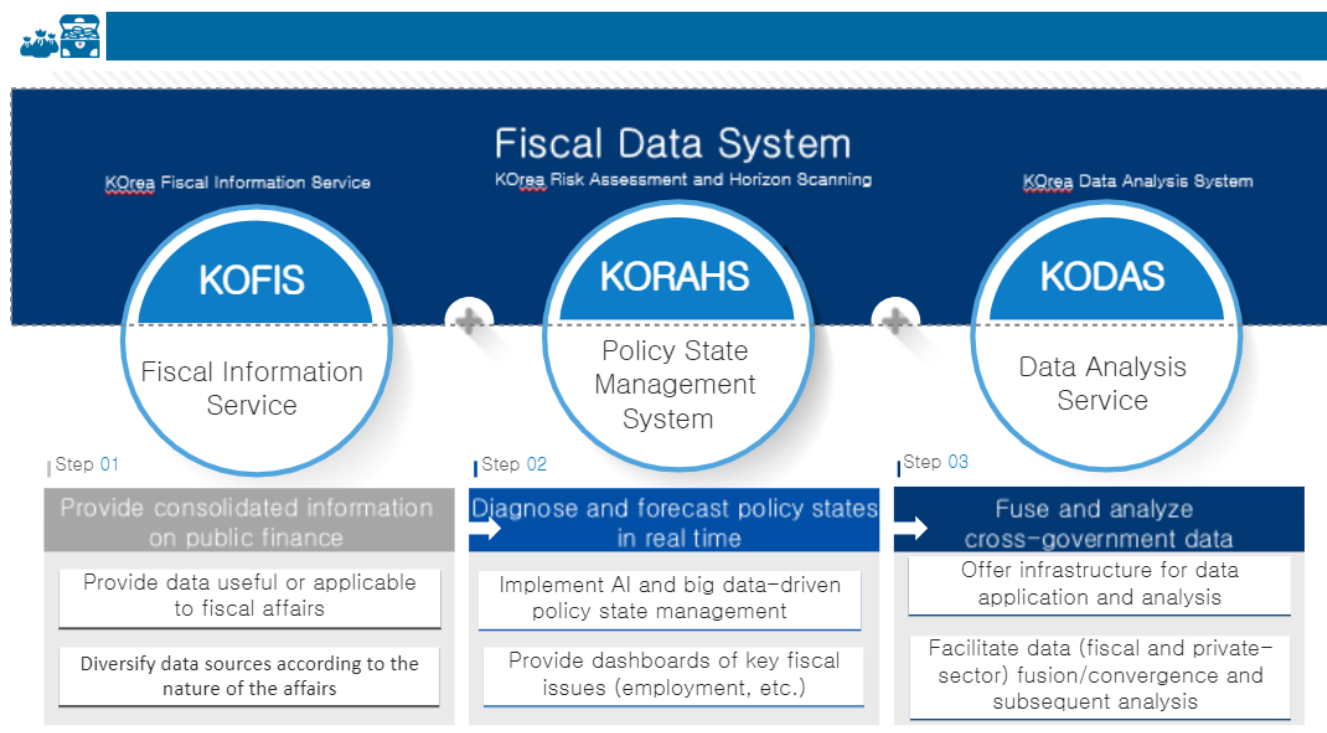 Fiscal Data System
KOrea Fiscal Information Service
KOrea Risk Assessment and Horizon Scanning
KOrea Data Analysis System
KOFIS
Fiscal Information
Service
KORAHS
Policy State
Management
System
KODAS
Data Analysis
Service
Step 01
Provide consolidated information
on public finance
Provide data useful or applicable
to fiscal affairs
Diversify data sources according to the
nature of the affairs
Step 02
Diagnose and forecast policy states
in real time
Implement AI and big data-driven
policy state management
Provide dashboards of key fiscal
issues (employment, etc.)
Step 03
Fuse and analyze
cross-government data
Offer infrastructure for data
application and analysis
Facilitate data (fiscal and private-
sector) fusion/convergence and
subsequent analysis